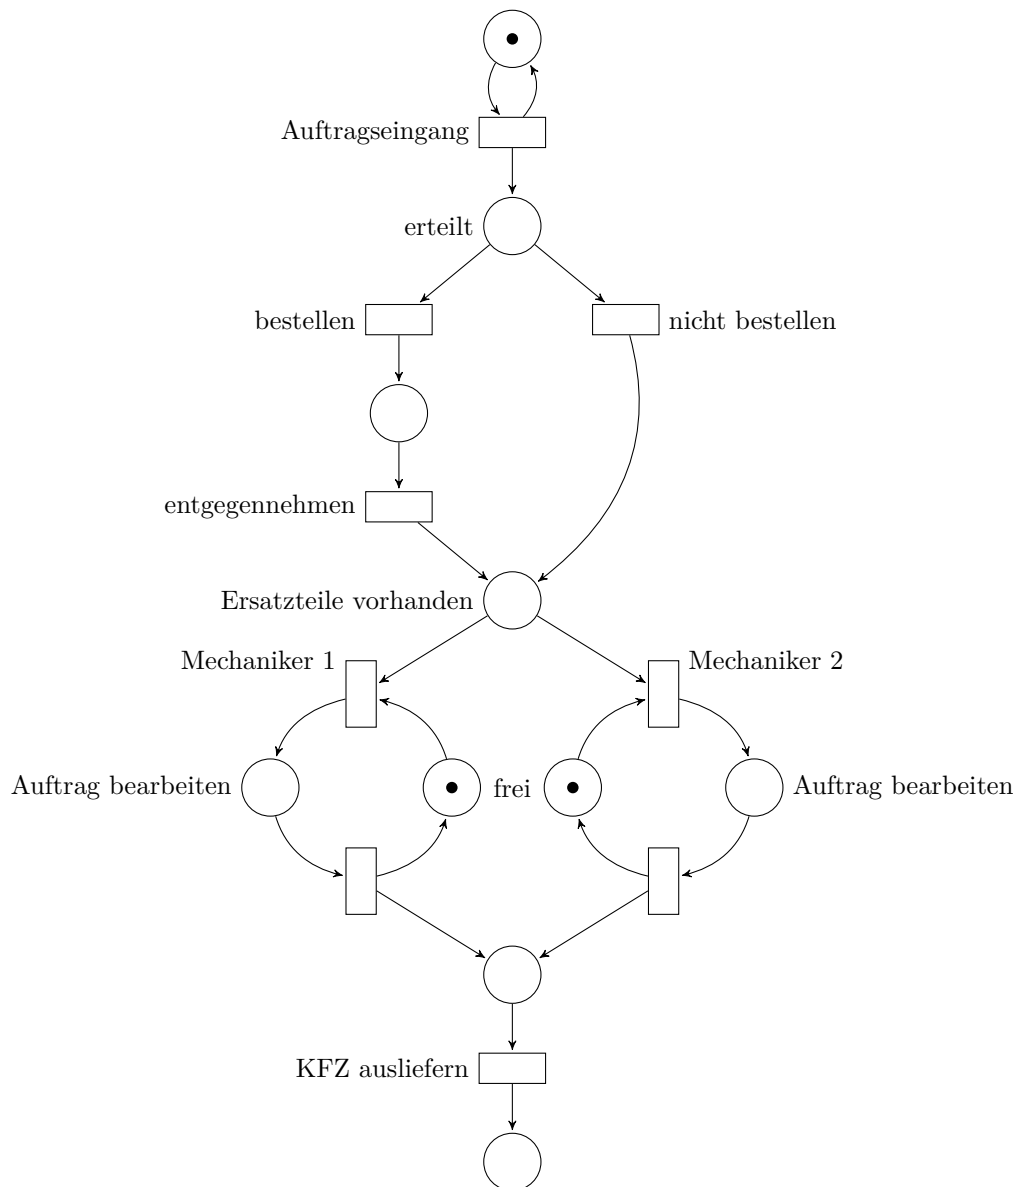 Auftragseingang
erteilt
bestellen
nicht bestellen
entgegennehmen
Ersatzteile vorhanden
Mechaniker 1
Mechaniker 2
Auftrag bearbeiten
frei
Auftrag bearbeiten
KFZ ausliefern